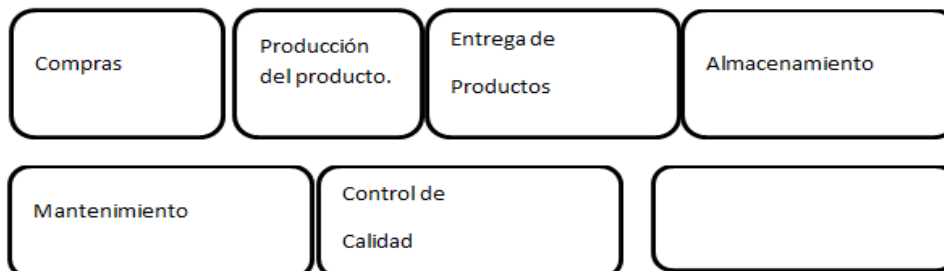 Compras
Producción
del producto.
Entrega de
Productos
Almacenamiento
Mantenimiento
Control de
Calidad